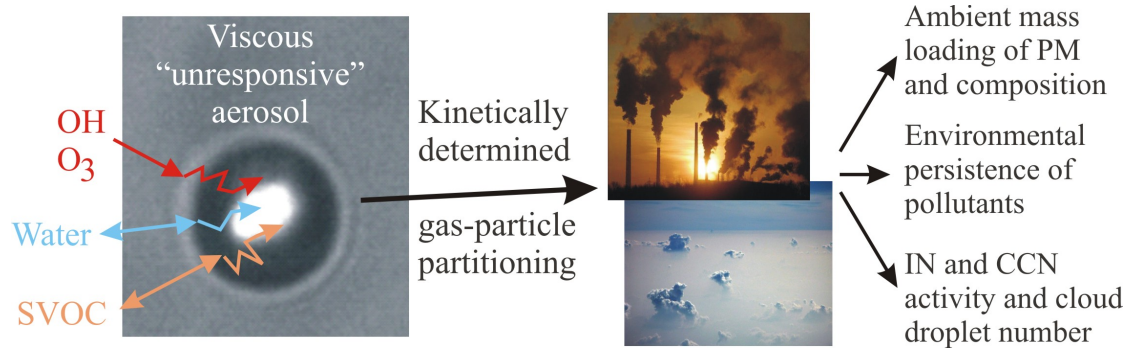 Viscous
“unresponsive”
aerosol
OH
O₃
Water
SVOC
Kinetically
determined
gas-particle
partitioning
Ambient mass
loading of PM
and composition
Environmental
persistence of
pollutants
IN and CCN
activity and cloud
droplet number